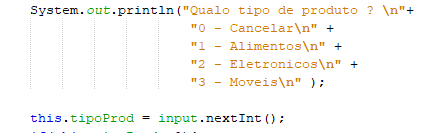 System.out.println("Qualo tipo de produto ? \n"+
"0 - Cancelar\n" +
"1 - Alimentos\n" +
"2 - Eletronicos\n" +
"3 - Moveis\n" );
this.tipoProd = input.nextInt();